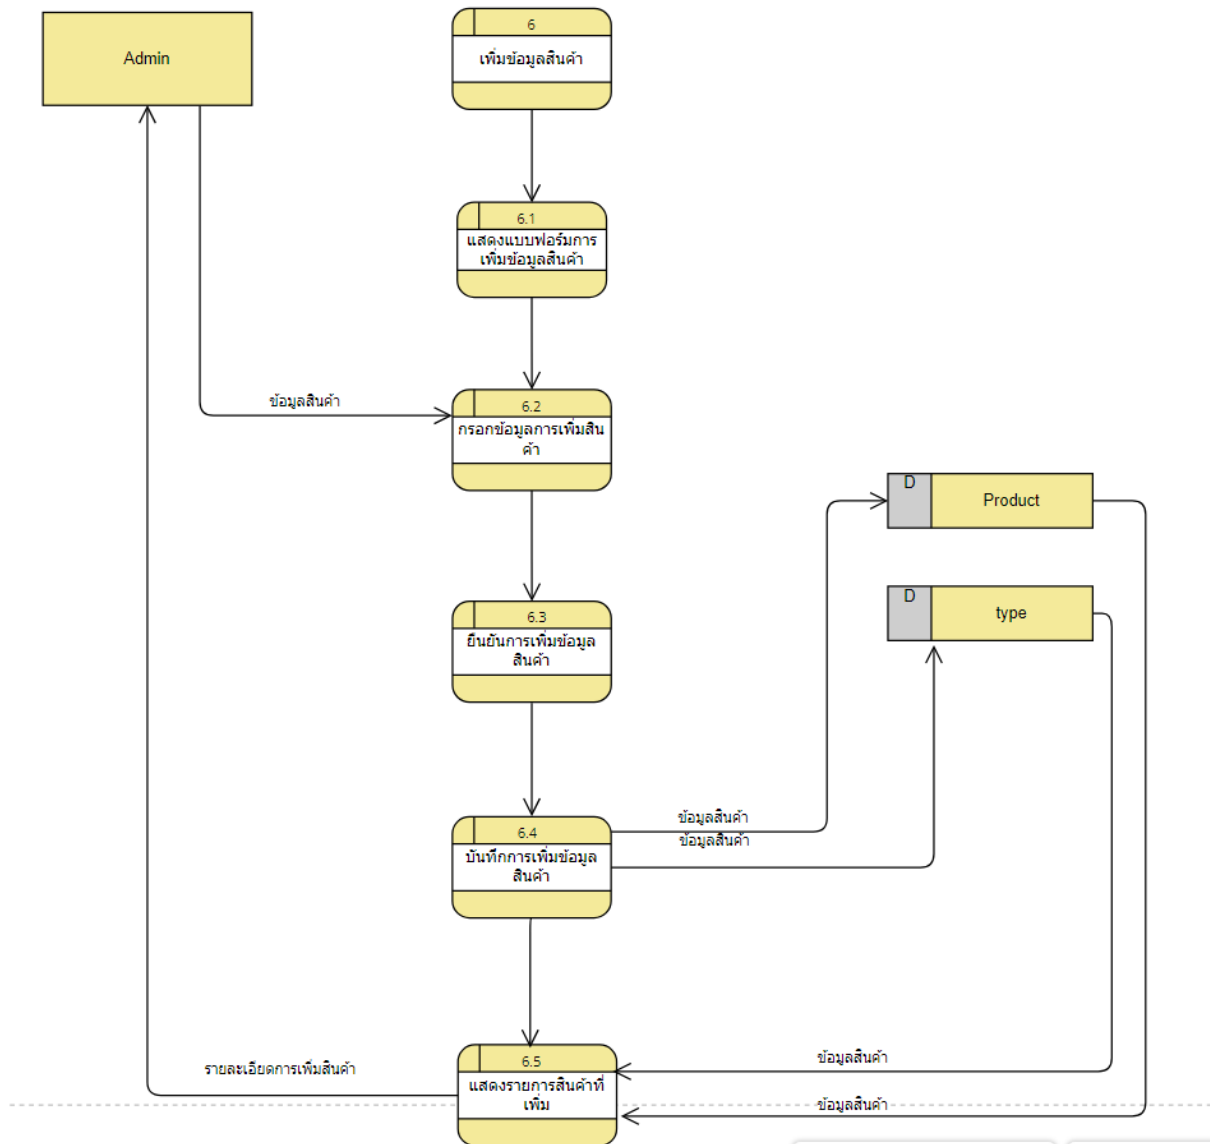 Admin
6
เพิ่มข้อมูลสินค้า
6.1
แสดงแบบฟอร์มการ
เพิ่มข้อมูลสินค้า
ข้อมูลสินค้า
6.2
กรอกข้อมูลการเพิ่มสิน
ค้า
D
Product
D
type
6.3
ยืนยันการเพิ่มข้อมูล
สินค้า
ข้อมูลสินค้า
ข้อมูลสินค้า
6.4
บันทึกการเพิ่มข้อมูล
สินค้า
รายละเอียดการเพิ่มสินค้า
6.5
แสดงรายการสินค้าที่
เพิ่ม
ข้อมูลสินค้า
ข้อมูลสินค้า